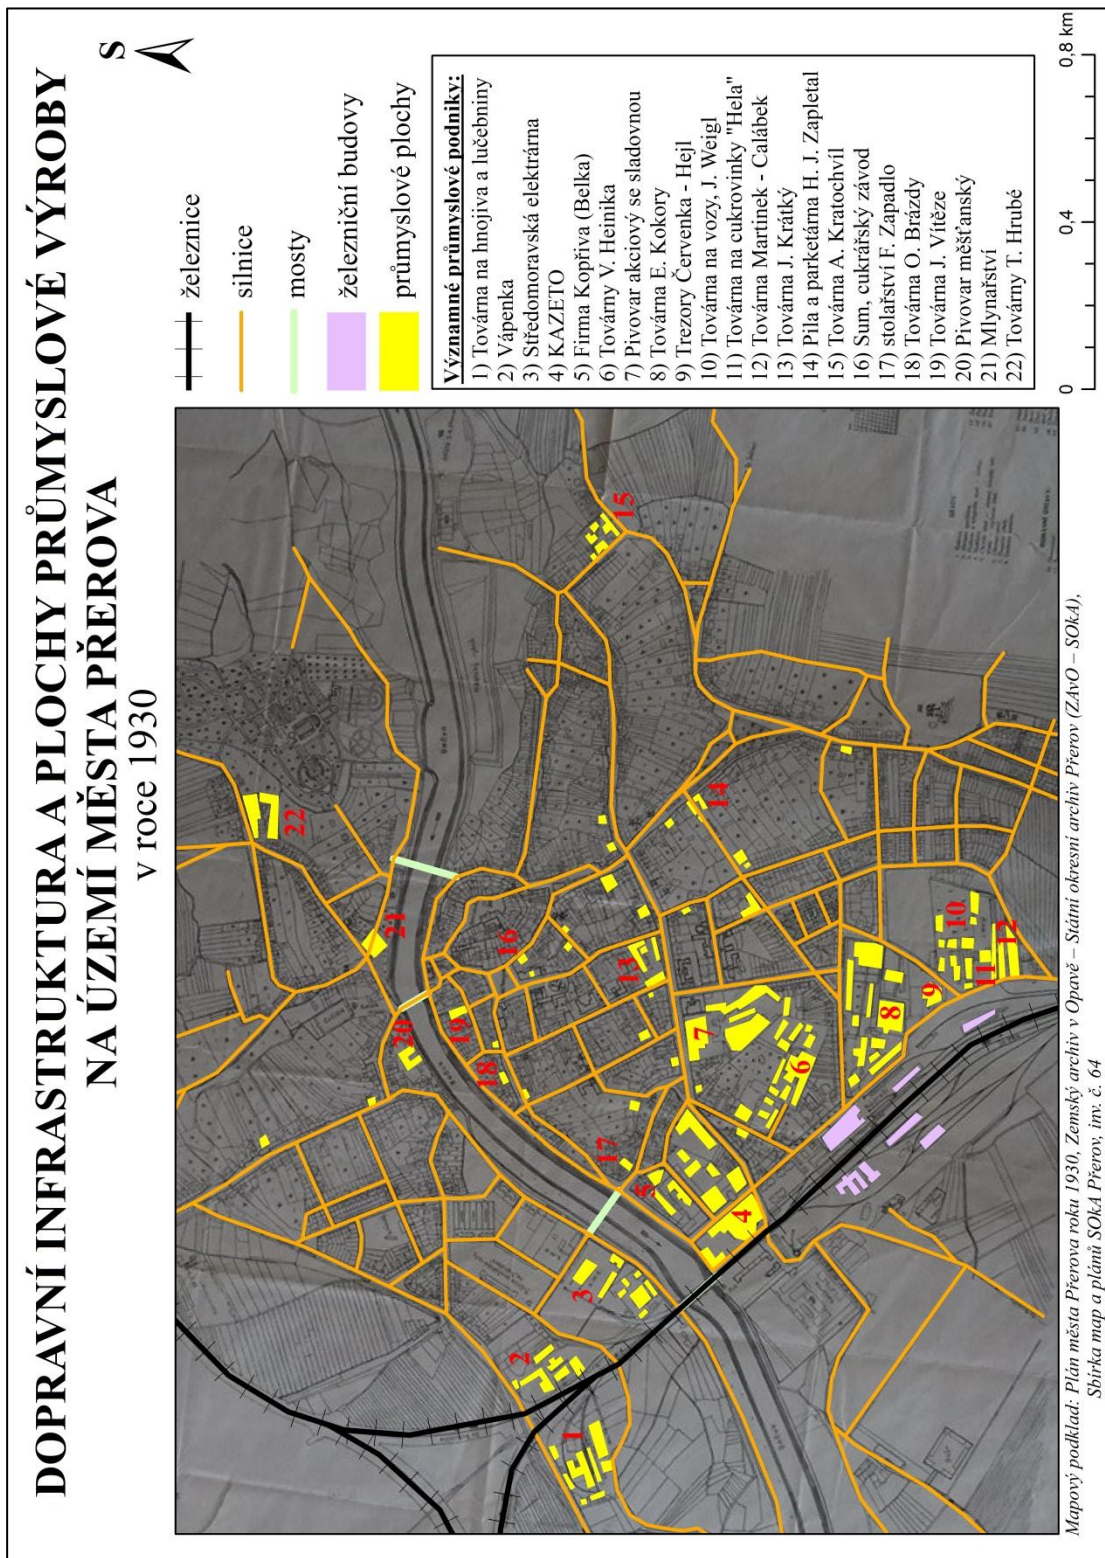 DOPRAVNÍ INFRASTRUKTURA A PLOCHY PRŮMYSLOVÉ VÝROBY
NA ÚZEMÍ MĚSTA PŘEROVA
v roce 1930
S
železnice
silnice
mosty
železniční budovy
průmyslové plochy
Významné průmyslové podniky:
1) Továrna na hnojiva a lučebniny
2) Vápenka
3) Středomoravská elektrárna
4) KAZETO
5) Firma Kopřiva (Belka)
6) Továrny V. Heinika
7) Pivovar akciový se sladovnou
8) Továrna E. Kokory
9) Trezory Červenka - Hejl
10) Továrna na vozy, J. Weigl
11) Továrna na cukrovinky "Hela"
12) Továrna Martinek - Calábek
13) Továrna J. Krátký
14) Pila a parketárna H. J. Zapletal
15) Továrna A. Kratochvíl
16) Sum, cukrářský závod
17) stolařství F. Zapadlo
18) Továrna O. Brázdy
19) Továrna J. Vítěze
20) Pivovar měšťanský
21) Mlynařství
22) Továrny T. Hrubé
0 0,4 0,8 km
1
2
3
4
5
6
7
8
9
10
11
12
13
14
15
16
17
18
19
20
21
22
Mapový podklad: Plán města Přerova roku 1930, Zemský archiv v Opavě – Státní okresní archiv Přerov (ZAvO – SOkA),
Sbírka map a plánů SOkA Přerov, inv. č. 64